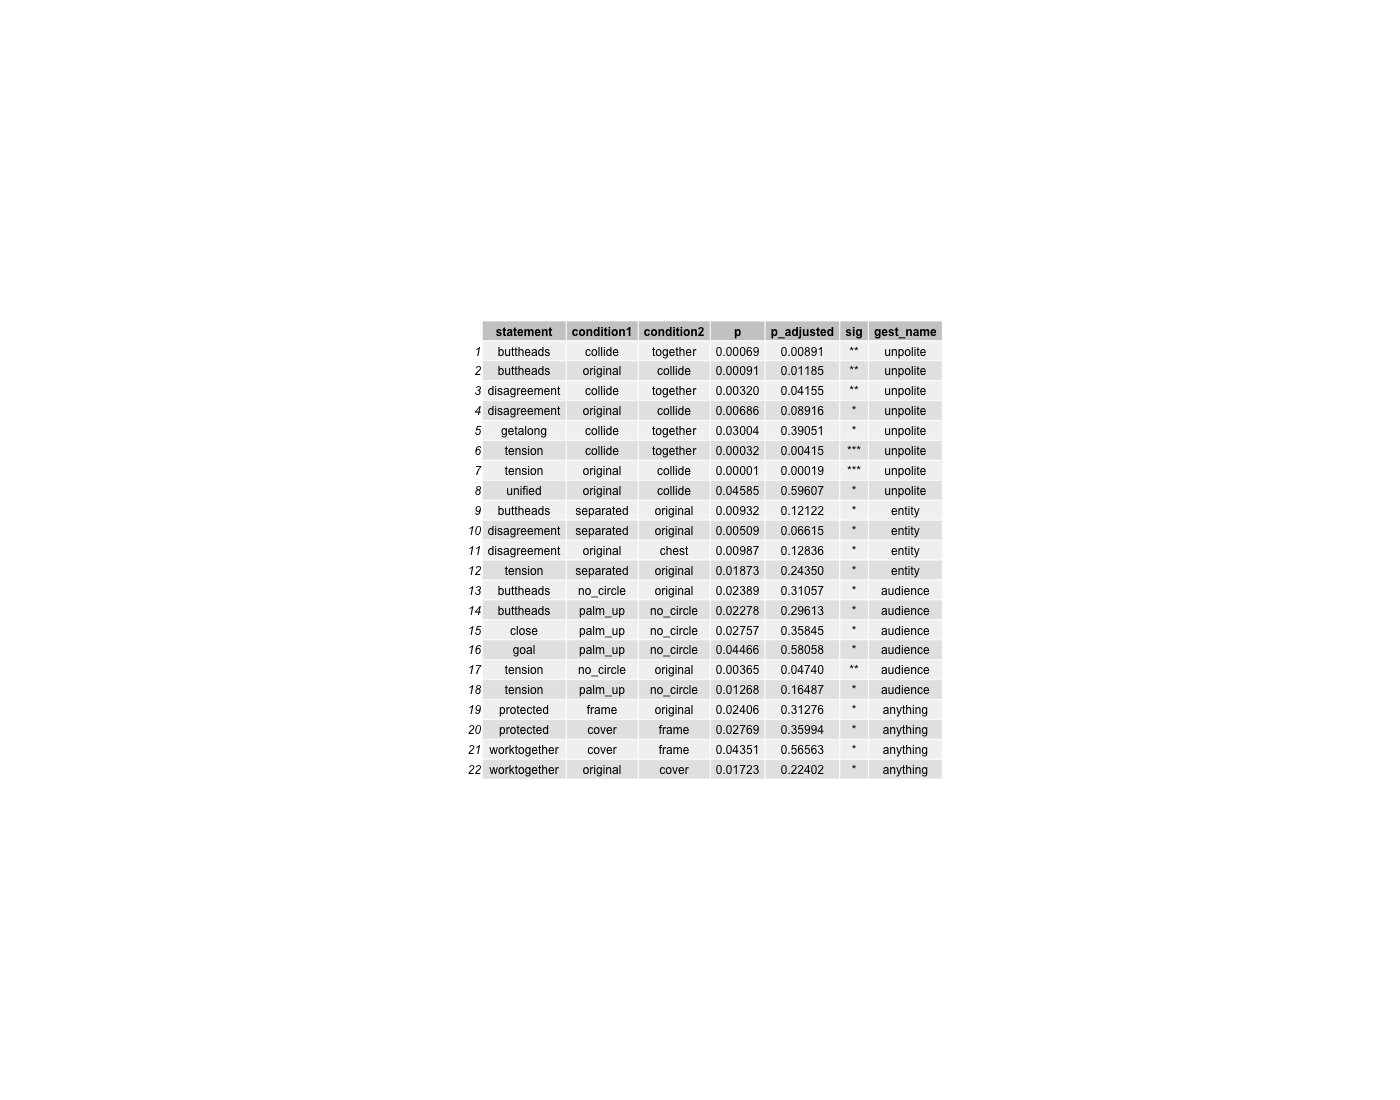 statement condition1 condition2 p p_adjusted sig gest_name
1 buttheads collide together 0.00069 0.00891 ** unpolite
2 buttheads original collide 0.00091 0.01185 ** unpolite
3 disagreement collide together 0.00320 0.04155 ** unpolite
4 disagreement original collide 0.00686 0.08916 * unpolite
5 getalong collide together 0.03004 0.39051 * unpolite
6 tension collide together 0.00032 0.00415 *** unpolite
7 tension original collide 0.00001 0.00019 *** unpolite
8 unified original collide 0.04585 0.59607 * unpolite
9 buttheads separated original 0.00932 0.12122 * entity
10 disagreement separated original 0.00509 0.06615 * entity
11 disagreement original chest 0.00987 0.12836 * entity
12 tension separated original 0.01873 0.24350 * entity
13 buttheads no_circle original 0.02389 0.31057 * audience
14 buttheads palm_up no_circle 0.02278 0.29613 * audience
15 close palm_up no_circle 0.02757 0.35845 * audience
16 goal palm_up no_circle 0.04466 0.58058 * audience
17 tension no_circle original 0.00365 0.04740 ** audience
18 tension palm_up no_circle 0.01268 0.16487 * audience
19 protected frame original 0.02406 0.31276 * anything
20 protected cover frame 0.02769 0.35994 * anything
21 worktogether cover frame 0.04351 0.56563 * anything
22 worktogether original cover 0.01723 0.22402 * anything